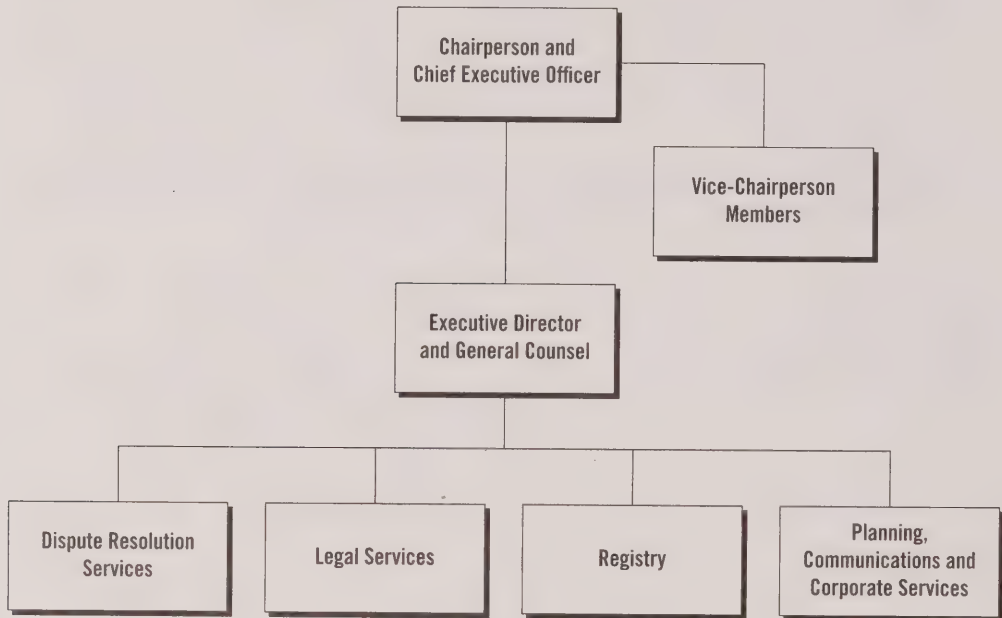 Chairperson and
Chief Executive Officer
Vice-Chairperson
Members
Executive Director
and General Counsel
Dispute Resolution
Services
Legal Services
Registry
Planning,
Communications and
Corporate Services